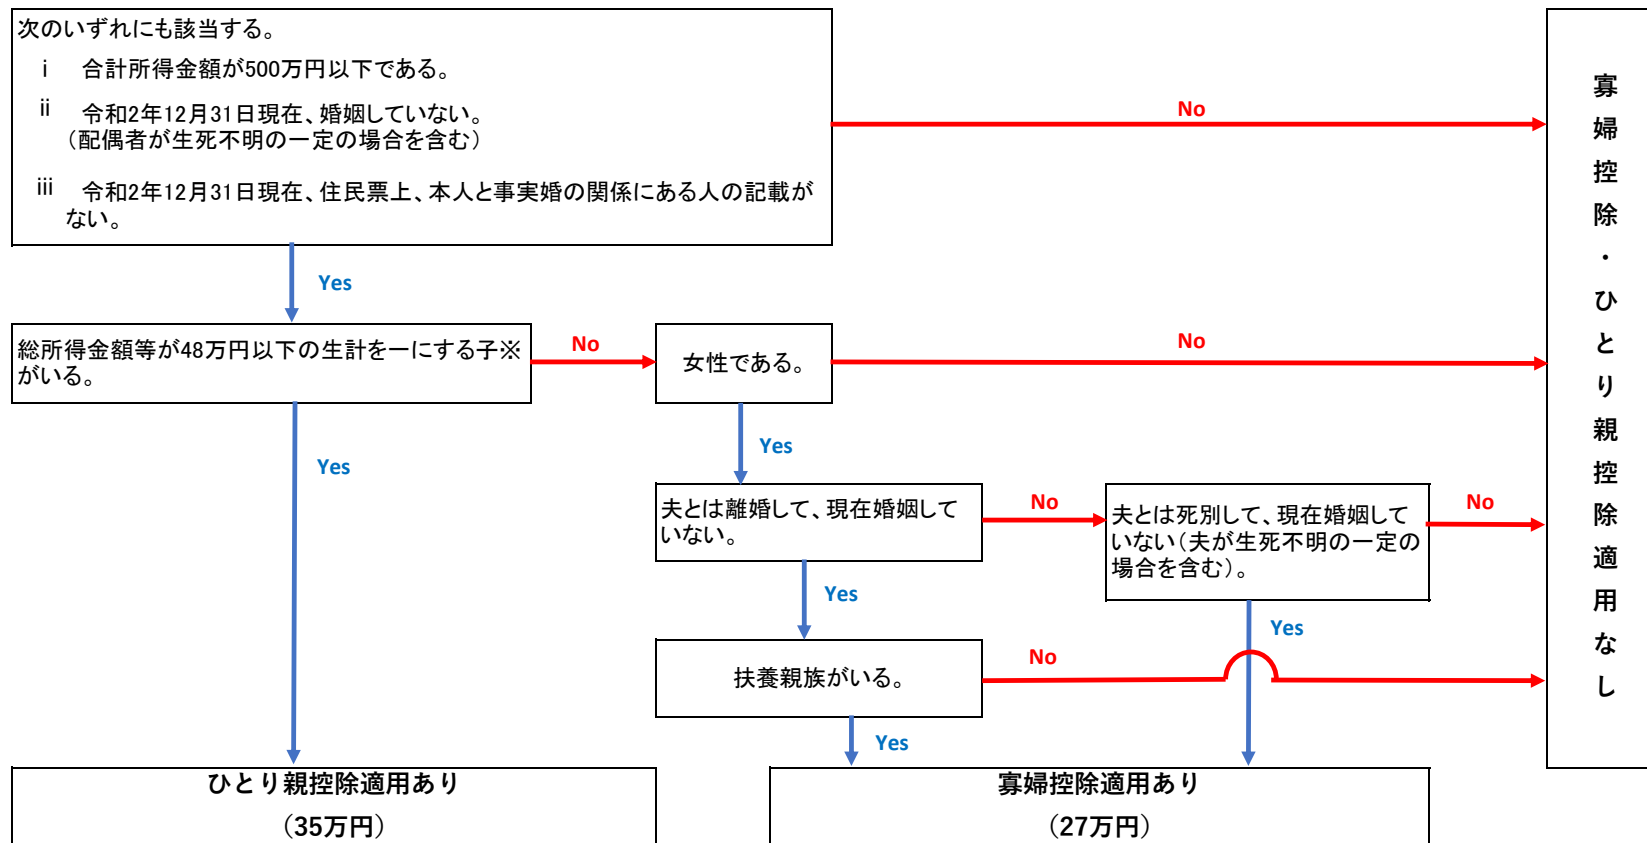 次のいずれにも該当する。
ⅰ 合計所得金額が500万円以下である。
ⅱ 令和2年12月31日現在、婚姻していない。
（配偶者が生死不明の一定の場合を含む）
ⅲ 令和2年12月31日現在、住民票上、本人と事実婚の関係にある人の記載が
ない。
No
寡婦控除・ひとり親控除適用なし
Yes
総所得金額等が48万円以下の生計を一にする子※
がいる。
No
女性である。
No
Yes
Yes
夫とは離婚して、現在婚姻して
いない。
No
夫とは死別して、現在婚姻して
いない（夫が生死不明の一定の
場合を含む）。
No
Yes
Yes
扶養親族がいる。
No
Yes
ひとり親控除適用あり
（35万円）
寡婦控除適用あり
（27万円）